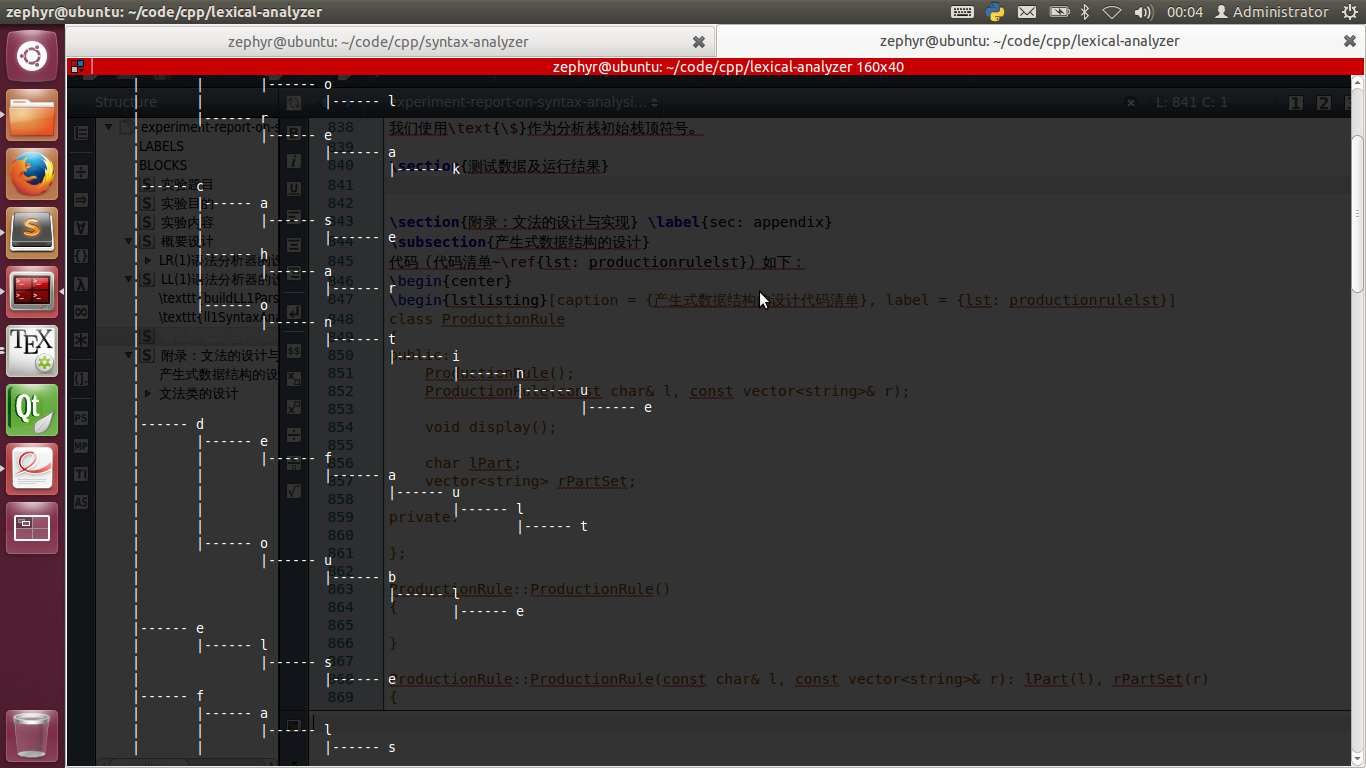 zephyr@ubuntu: ~/code/cpp/lexical-analyzer
00:04 Administrator
zephyr@ubuntu: ~/code/cpp/syntax-analyzer
zephyr@ubuntu: ~/code/cpp/lexical-analyzer
zephyr@ubuntu: ~/code/cpp/lexical-analyzer 160x40
Structure
experiment-report-on-syntax-analysi...
L: 841 C: 1
1 2
experiment-report-on-s
LABELS
BLOCKS
实验题目
实验目的
实验内容
概要设计
LR(1)语法分析器的设
LL(1)语法分析器的设
\texttt{buildLL1Pars
\texttt{ll1SyntaxAna
附录：文法的设计与
产生式数据结构的设
文法类的设计
838 我们使用\text{\$}作为分析栈初始栈顶符号。
839
840 \section{测试数据及运行结果}
841
842
843 \section{附录：文法的设计与实现} \label{sec: appendix}
844 \subsection{产生式数据结构的设计}
845 代码（代码清单~\ref{lst: productionrulelst}）如下：
846 \begin{center}
847 \begin{lstlisting}[caption = {产生式数据结构的设计代码清单}, label = {lst: productionrulelst}]
848 class ProductionRule
849 {
850 public:
851 ProductionRule();
852 ProductionRule(const char& l, const vector<string>& r);
853
854 void display();
855
856 char lPart;
857 vector<string> rPartSet;
858
859 private:
860
861 };
862
863 ProductionRule::ProductionRule()
864 {
865
866 }
867
868 ProductionRule::ProductionRule(const char& l, const vector<string>& r): lPart(l), rPartSet(r)
869 {
| | |------ o
| | |------ l
| |------ r
| |------ e
| |------ a
| |------ k
|------ c
| |------ a
| | |------ s
| | |------ e
| |------ h
| | |------ a
| | |------ r
| |------ o
| |------ n
| |------ t
| |------ i
| |------ n
| |------ u
| |------ e
|------ d
| |------ e
| | |------ f
| | |------ a
| | |------ u
| | |------ l
| | |------ t
| |------ o
| |------ u
| |------ b
| |------ l
| |------ e
|------ e
| |------ l
| |------ s
| |------ e
|------ f
| |------ a
| | |------ l
| | |------ s
TEX
Qt
PS
MP
TI
AS